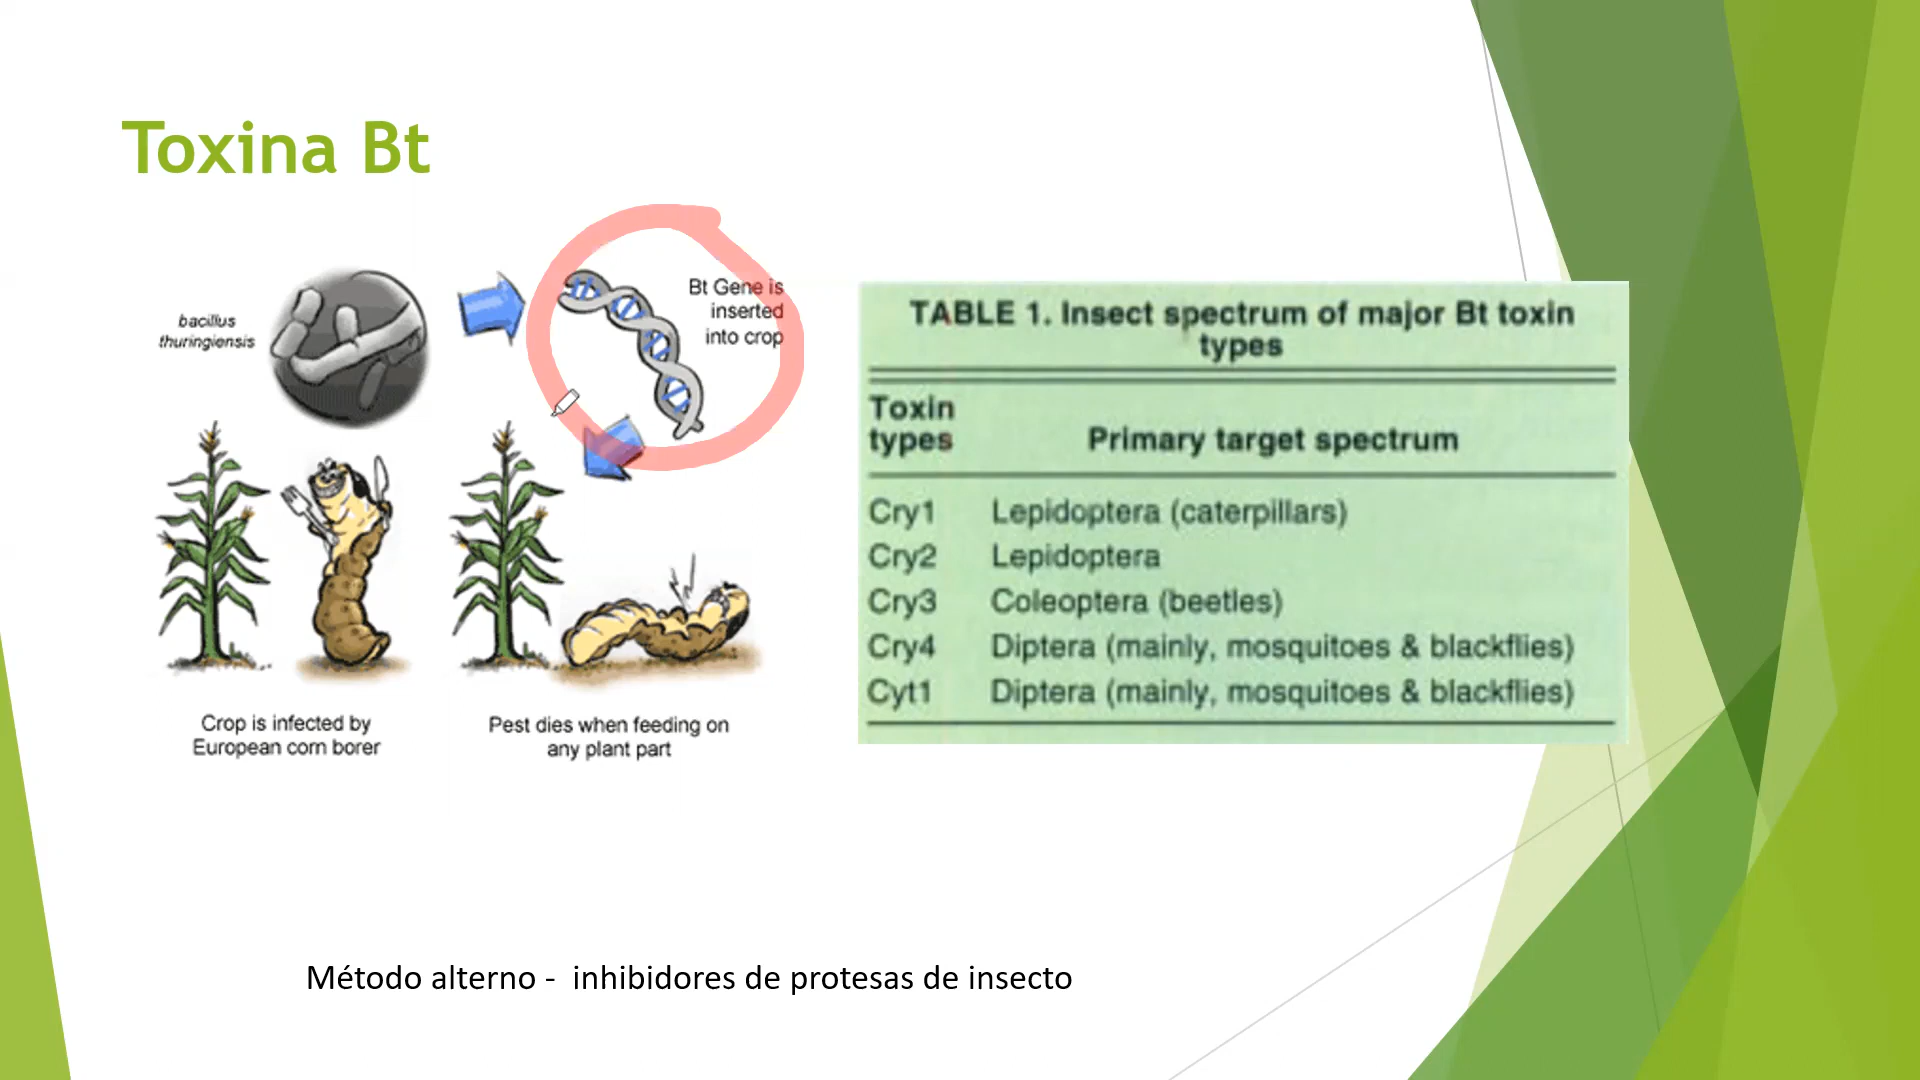 Toxina Bt
bacillus
thuringiensis
Bt Gene is
inserted
into crop
Crop is infected by
European corn borer
Pest dies when feeding on
any plant part
TABLE 1. Insect spectrum of major Bt toxin
types
Toxin
types Primary target spectrum
Cry1 Lepidoptera (caterpillars)
Cry2 Lepidoptera
Cry3 Coleoptera (beetles)
Cry4 Diptera (mainly, mosquitoes & blackflies)
Cyt1 Diptera (mainly, mosquitoes & blackflies)
Método alterno - inhibidores de protesas de insecto